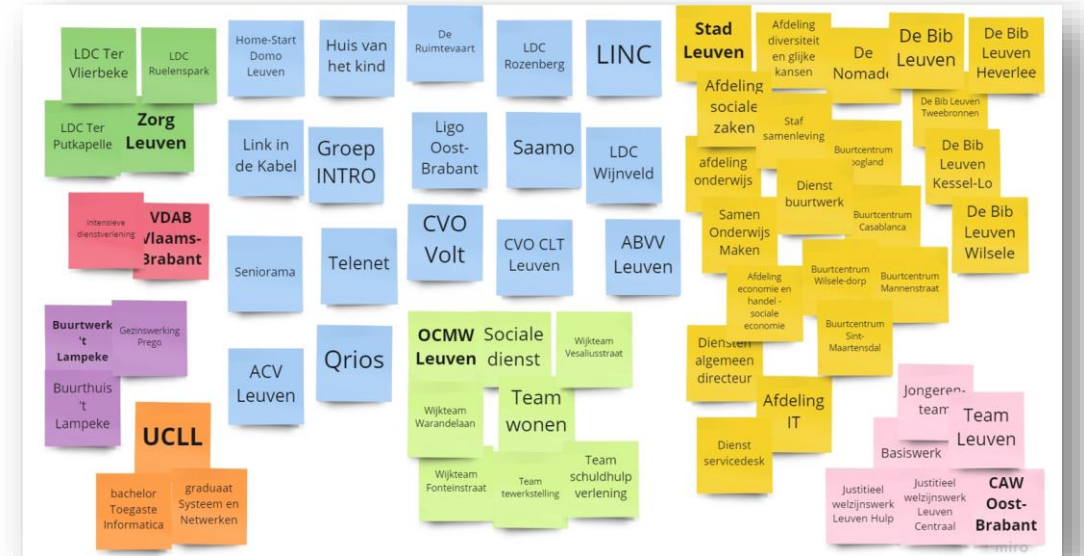 LDC Ter
Vlierbeke
LDC
Ruelenspark
LDC Ter
Putkapelle
Zorg
Leuven
Intensieve
dienstverlening
VDAB
Vlaams-
Brabant
Buurtwerk
't
Lampeke
Gezinswerking
Prego
Buurthuis
't
Lampeke
UCLL
bachelor
Toegaste
Informatica
graduaat
Systeem en
Netwerken
Home-Start
Domo
Leuven
Huis van
het kind
De
Ruimtevaart
LDC
Rozenberg
LINC
Link in
de Kabel
Groep
INTRO
Ligo
Oost-
Brabant
Saamo
LDC
Wijnveld
Seniorama
Telenet
CVO
Volt
CVO CLT
Leuven
ABVV
Leuven
ACV
Leuven
Qrios
OCMW
Leuven
Sociale
dienst
Wijkteam
Vesaliusstraat
Wijkteam
Warandelaan
Team
wonen
Wijkteam
Fonteinstraat
Team
tewerkstelling
Team
schuldhulp
verlening
Stad
Leuven
Afdeling
diversiteit
en glijke
kansen
De
Nomade
De Bib
Leuven
De Bib
Leuven
Heverlee
Afdeling
sociale
zaken
Staf
samenleving
De Bib Leuven
Tweebronnen
afdeling
onderwijs
Buurtcentrum
De Bib
Leuven
Kessel-Lo
Dienst
buurtwerk
Samen
Onderwijs
Maken
Buurtcentrum
Casablanca
De Bib
Leuven
Wilsele
Afdeling
economie en
handel -
sociale
economie
Buurtcentrum
Wilsele-dorp
Buurtcentrum
Mannenstraat
Buurtcentrum
Sint-
Maartensdal
Diensten
algemeen
directeur
Afdeling
IT
Dienst
servicedesk
Jongeren-
team
Team
Leuven
Basiswerk
Justitieel
welzijnswerk
Leuven Hulp
Justitieel
welzijnswerk
Leuven
Centraal
CAW
Oost-
Brabant
miro